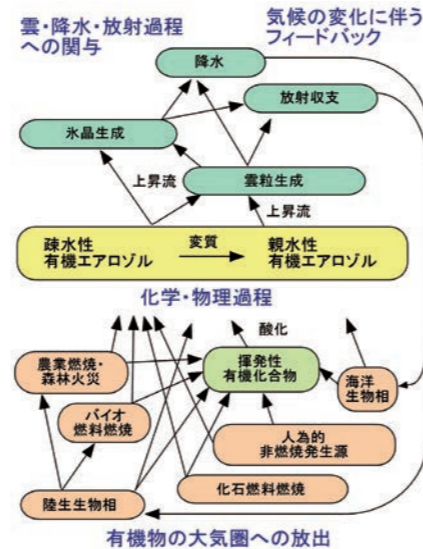 雲・降水・放射過程
への関与
気候の変化に伴う
フィードバック
降水
放射収支
氷晶生成
上昇流
雲粒生成
上昇流
疎水性
有機エアロゾル
変質
親水性
有機エアロゾル
化学・物理過程
酸化
農業燃焼・
森林火災
揮発性
有機化合物
海洋
生物相
バイオ
燃料燃焼
人為的
非燃焼発生源
陸生生物相
化石燃料燃焼
有機物の大気圏への放出